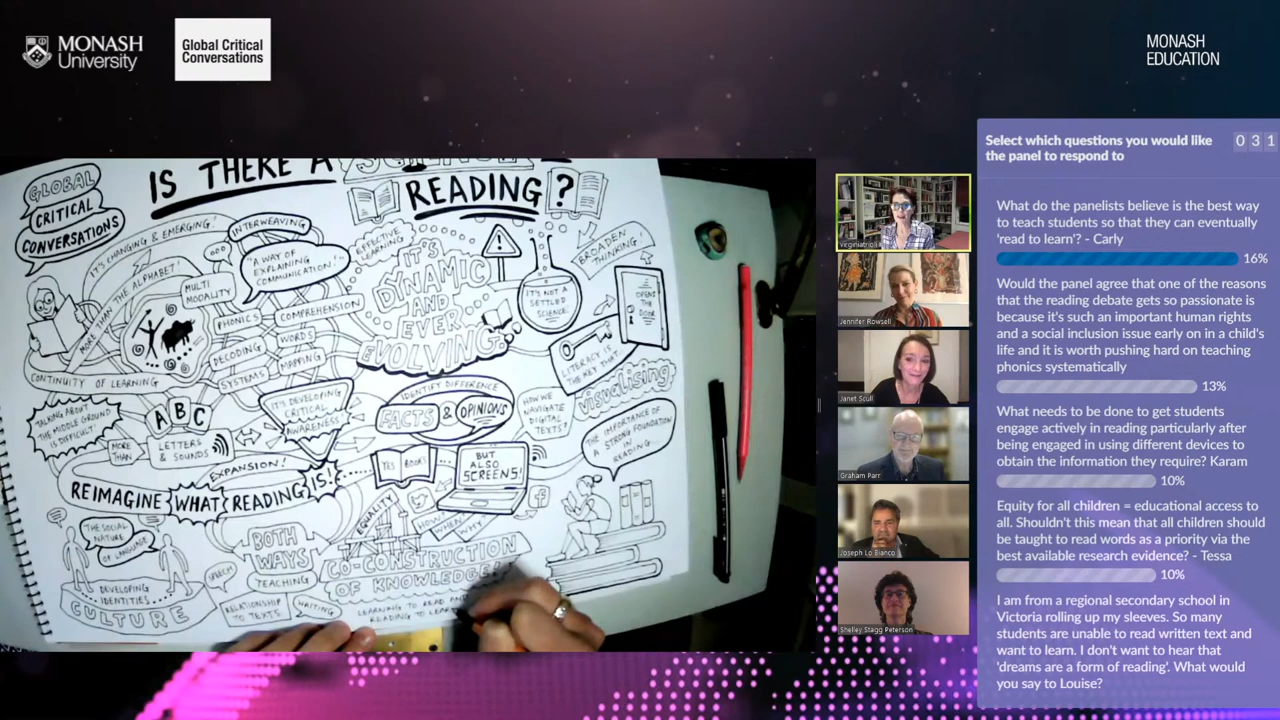 MONASH
University
Global Critical
Conversations
MONASH
EDUCATION
GLOBAL
CRITICAL
CONVERSATIONS
IS THERE A SCIENCE
READING?
IT'S CHANGING & EMERGING!
INTERWEAVING
"A WAY OF
EXPLAINING
COMMUNICATION!"
MORE THAN THE ALPHABET!
MULTI
MODALITY
PHONICS
COMPREHENSION
WORDS
DECODING
MAPPING
SYSTEMS
CONTINUITY OF LEARNING
EFFECTIVE
LEARNING
IT'S
DYNAMIC
AND
EVER
EVOLVING.
IT'S NOT A
SETTLED
SCIENCE.
BROADEN
THINKING!
OPENS
THE
DOOR
LITERACY IS
THE KEY THAT
visualising
TALKING ABOUT
THE MIDDLE GROUND
IS DIFFICULT!
A B C
MORE
THAN
LETTERS
& SOUNDS
IT'S DEVELOPING
CRITICAL
AWARENESS
IDENTIFY DIFFERENCE
FACTS & OPINIONS
HOW WE
NAVIGATE
DIGITAL
TEXTS?
THE IMPORTANCE OF
A STRONG FOUNDATION
IN
READING
EXPANSION!
REIMAGINE WHAT READING IS!
YES BOOKS
BUT
ALSO
SCREENS!
EQUALITY
HOW
WHEN
WHY
THE SOCIAL
NATURE
OF LANGUAGE
DEVELOPING
IDENTITIES
CULTURE
BOTH
WAYS
TEACHING
SPEECH
RELATIONSHIP
TO TEXTS
WRITING
CO-CONSTRUCTION
OF KNOWLEDGE!
LEARNING TO READ AND
READING TO LEARN
virginiatrioli
Jennifer Rowsell
Janet Scull
Graham Parr
Joseph Lo Bianco
Shelley Stagg Peterson
Select which questions you would like
the panel to respond to
0 3 1
What do the panelists believe is the best way
to teach students so that they can eventually
'read to learn'? - Carly
16%
Would the panel agree that one of the reasons
that the reading debate gets so passionate is
because it's such an important human rights
and a social inclusion issue early on in a child's
life and it is worth pushing hard on teaching
phonics systematically
13%
What needs to be done to get students
engage actively in reading particularly after
being engaged in using different devices to
obtain the information they require? Karam
10%
Equity for all children = educational access to
all. Shouldn't this mean that all children should
be taught to read words as a priority via the
best available research evidence? - Tessa
10%
I am from a regional secondary school in
Victoria rolling up my sleeves. So many
students are unable to read written text and
want to learn. I don't want to hear that
'dreams are a form of reading'. What would
you say to Louise?